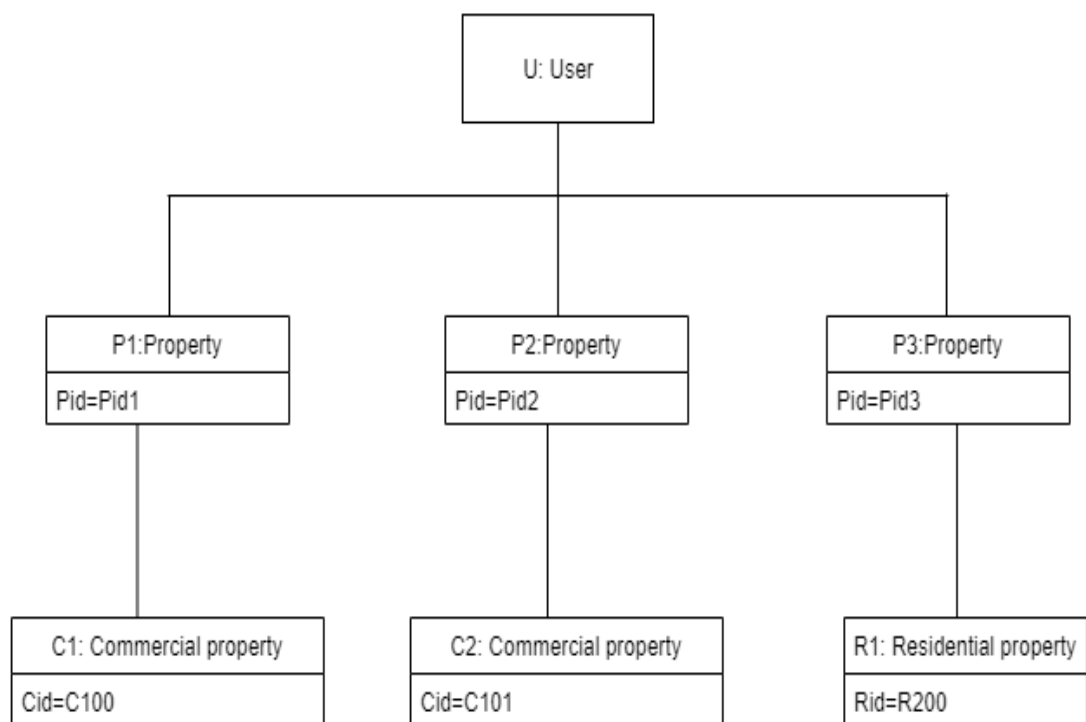 U: User
P1:Property
Pid=Pid1
P2:Property
Pid=Pid2
P3:Property
Pid=Pid3
C1: Commercial property
Cid=C100
C2: Commercial property
Cid=C101
R1: Residential property
Rid=R200